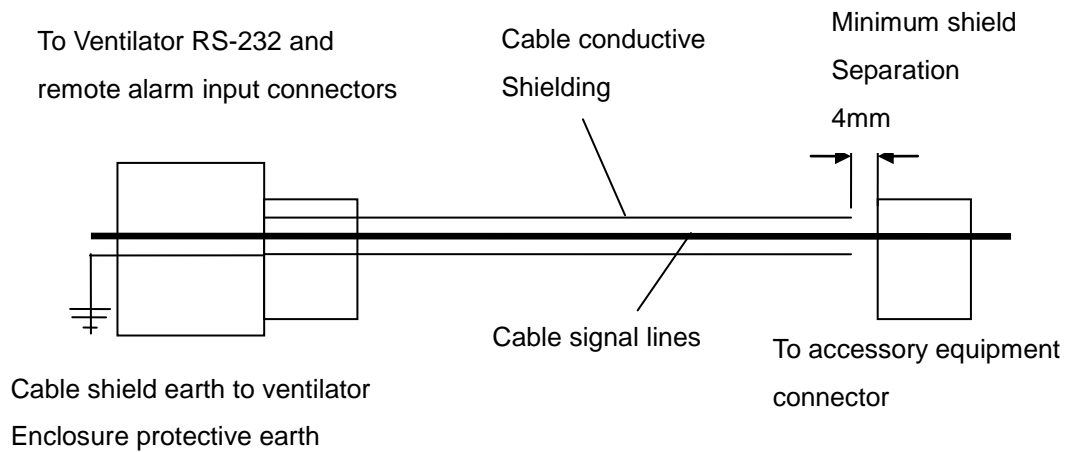 To Ventilator RS-232 and
remote alarm input connectors
Cable conductive
Shielding
Minimum shield
Separation
4mm
Cable signal lines
To accessory equipment
connector
Cable shield earth to ventilator
Enclosure protective earth